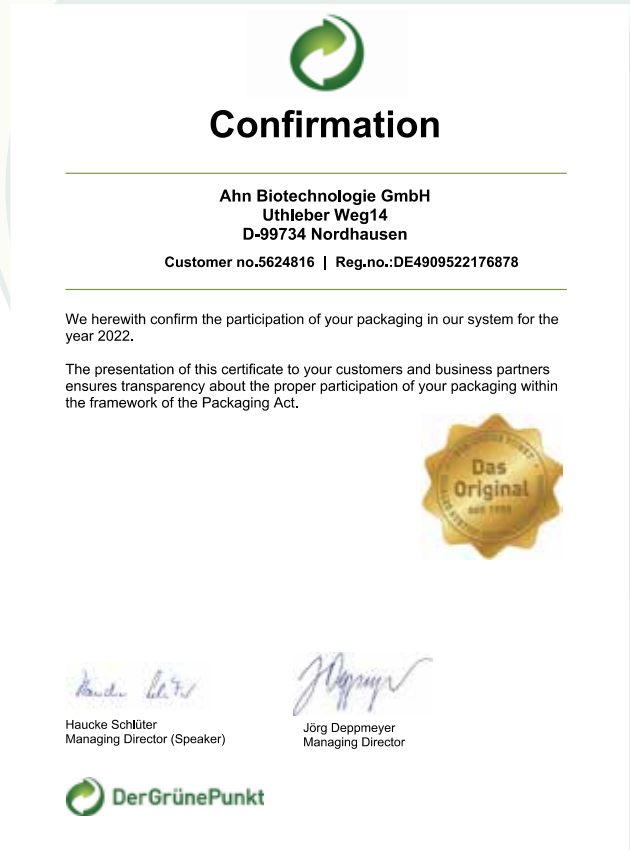 Confirmation
Ahn Biotechnologie GmbH
Uthleber Weg14
D-99734 Nordhausen
Customer no.5624816 | Reg.no.:DE4909522176878
We herewith confirm the participation of your packaging in our system for the
year 2022.
The presentation of this certificate to your customers and business partners
ensures transparency about the proper participation of your packaging within
the framework of the Packaging Act.
Das
Original
Haucke Schlüter
Managing Director (Speaker)
Jörg Deppmeyer
Managing Director
DerGrünePunkt